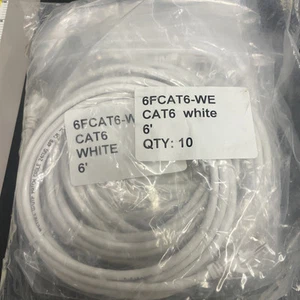 6FCAT6-WE
CAT6 white
6'
QTY: 10
6FCAT6-W
CAT6
WHITE
6'